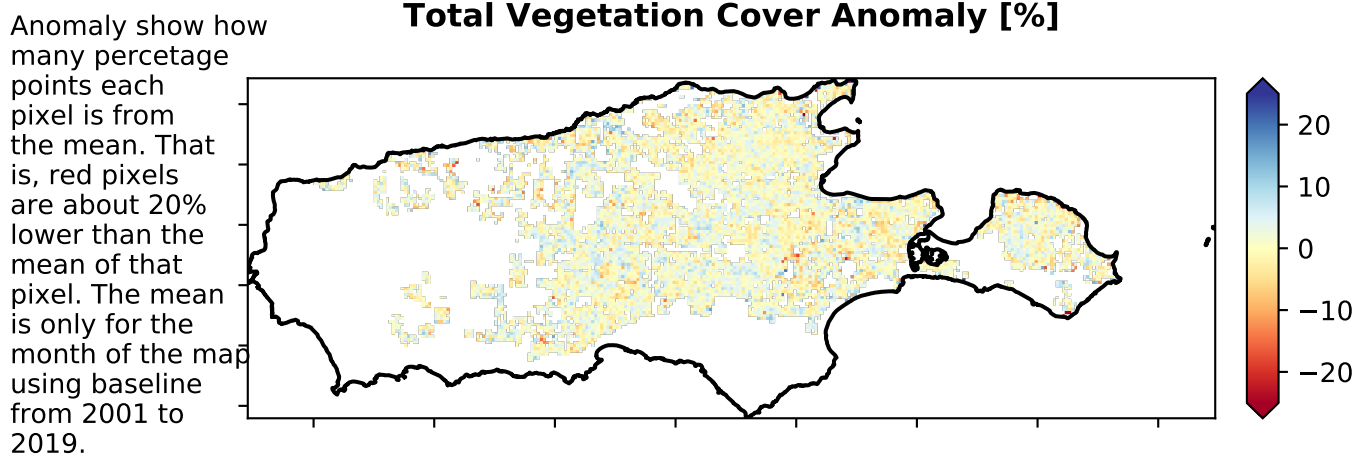 Total Vegetation Cover Anomaly [%]
Anomaly show how
many percetage
points each
pixel is from
the mean. That
is, red pixels
are about 20%
lower than the
mean of that
pixel. The mean
is only for the
month of the map
using baseline
from 2001 to
2019.
20
10
0
−10
−20